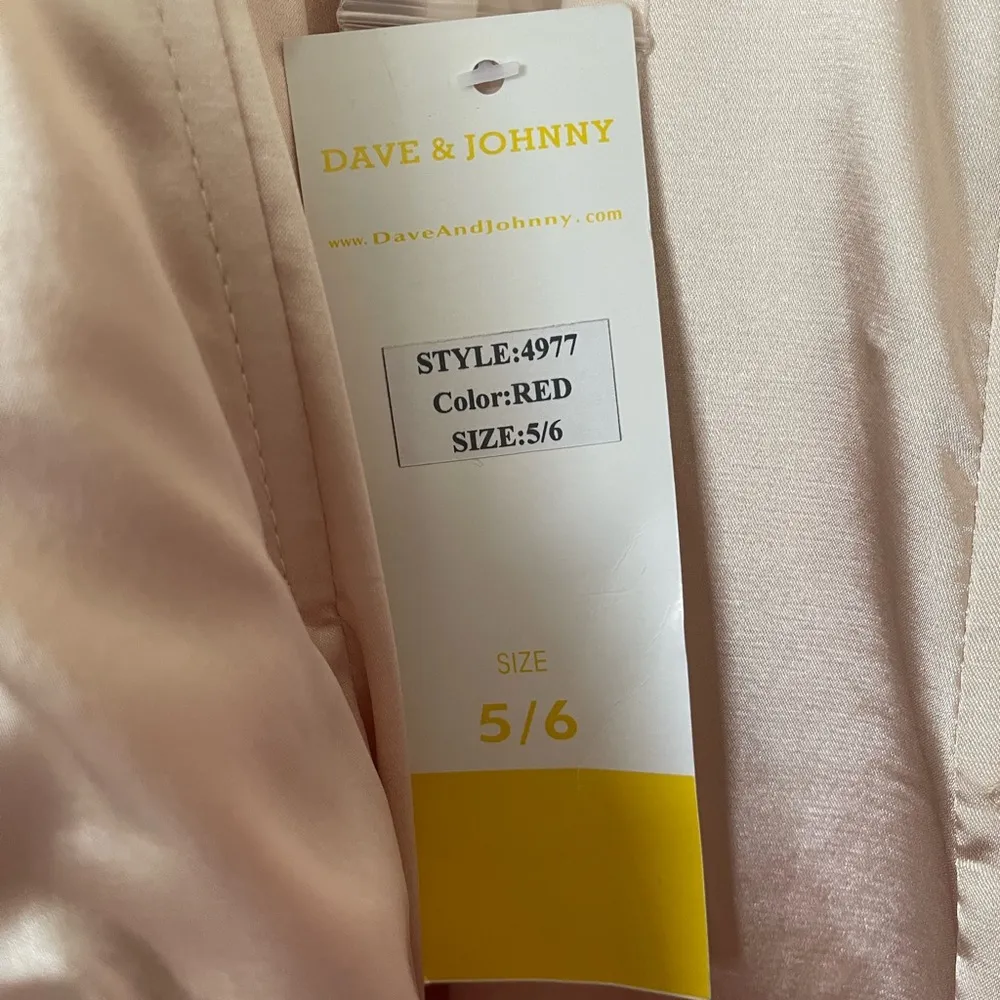 DAVE & JOHNNY
www.DaveAndJohnny.com
STYLE:4977
Color:RED
SIZE:5/6
SIZE
5/6